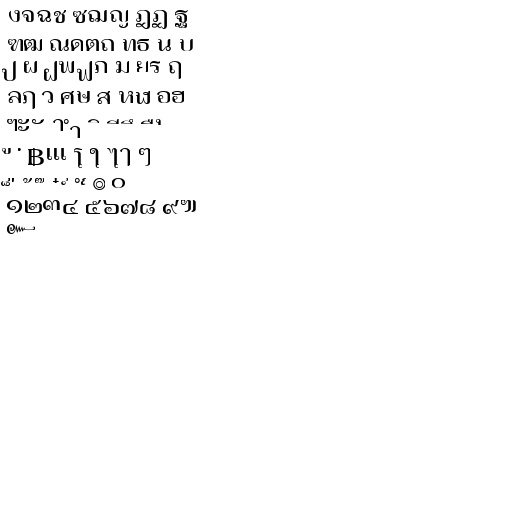 งจฉช ซฌญ ฎฏ ฐ
ฑฒ ณดตถ ทธ น บ
ป ผ ฝพฟภ ม ยร ฤ
ลฦ ว ศษ ส หฬ อฮ
ฯะ ั า ำ ิ ี ึ ื
ุ ู ฺ ฿เแ โ ใ ไๅ ๆ
๏ ๐
๑๒๓๔ ๕๖๗๘ ๙๚
๛